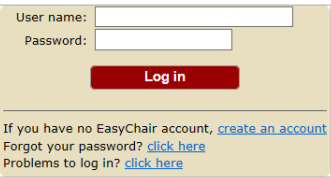 User name:
Password:
Log in
If you have no EasyChair account, create an account
Forgot your password? click here
Problems to log in? click here